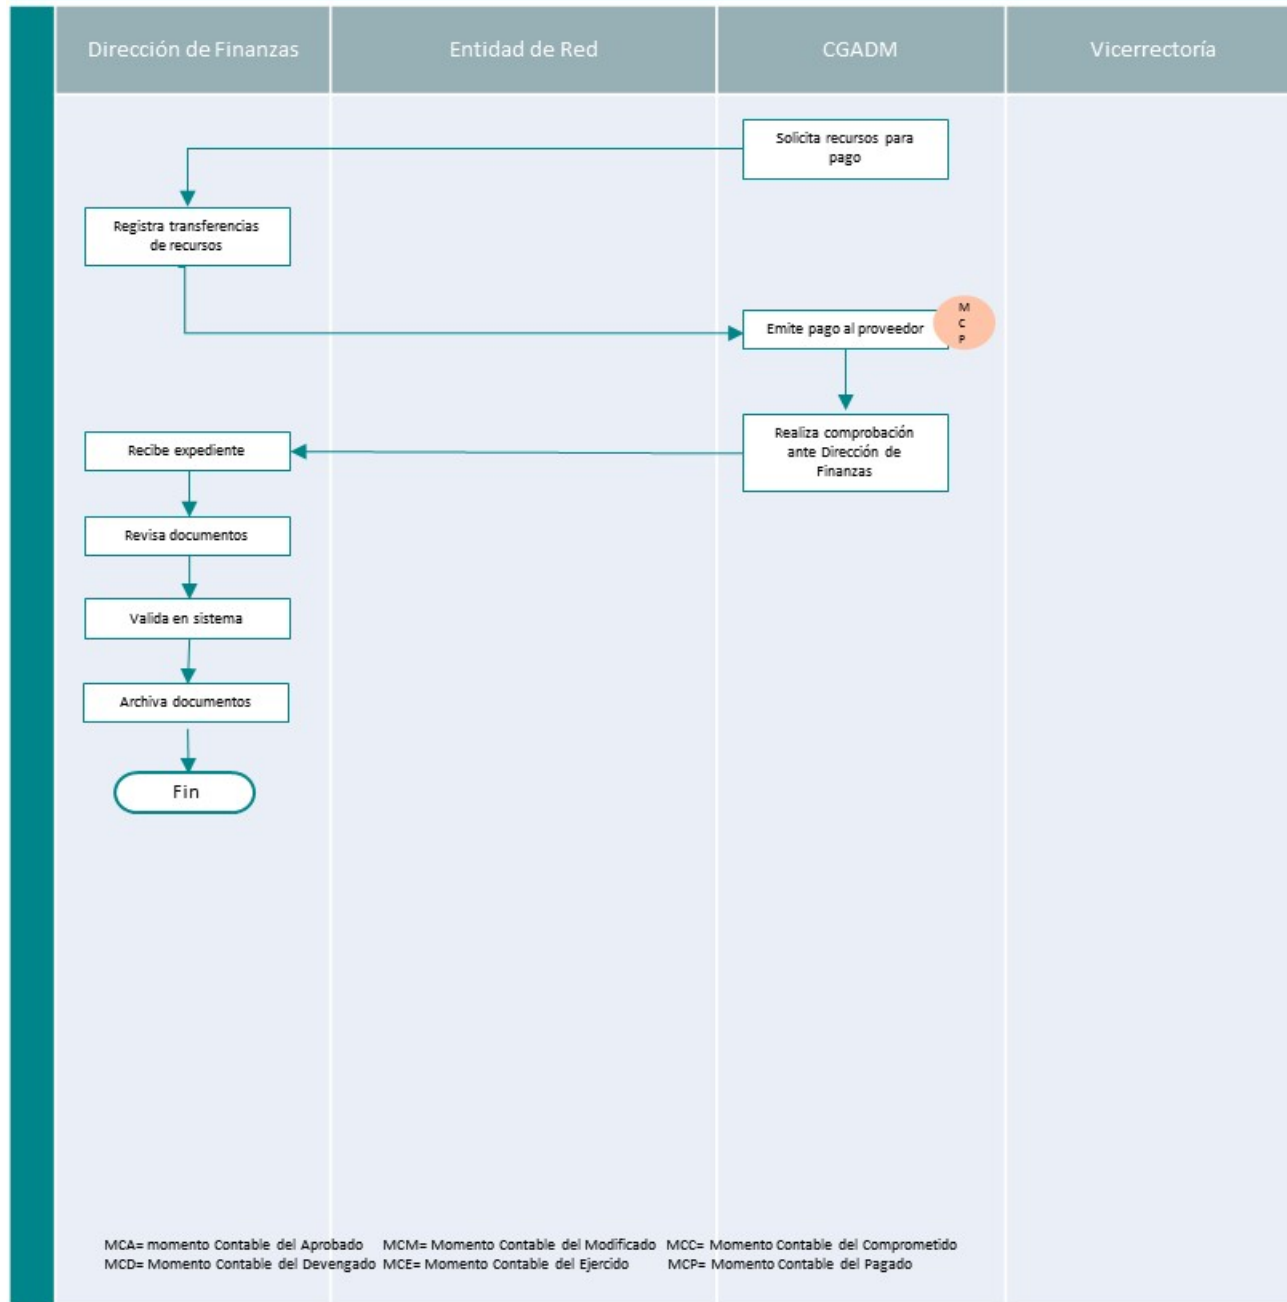 Dirección de Finanzas
Entidad de Red
CGADM
Vicerrectoría
Solicita recursos para
pago
Registra transferencias
de recursos
Emite pago al proveedor
M
C
P
Realiza comprobación
ante Dirección de
Finanzas
Recibe expediente
Revisa documentos
Valida en sistema
Archiva documentos
Fin
MCA= momento Contable del Aprobado MCM= Momento Contable del Modificado MCC= Momento Contable del Comprometido
MCD= Momento Contable del Devengado MCE= Momento Contable del Ejercido MCP= Momento Contable del Pagado